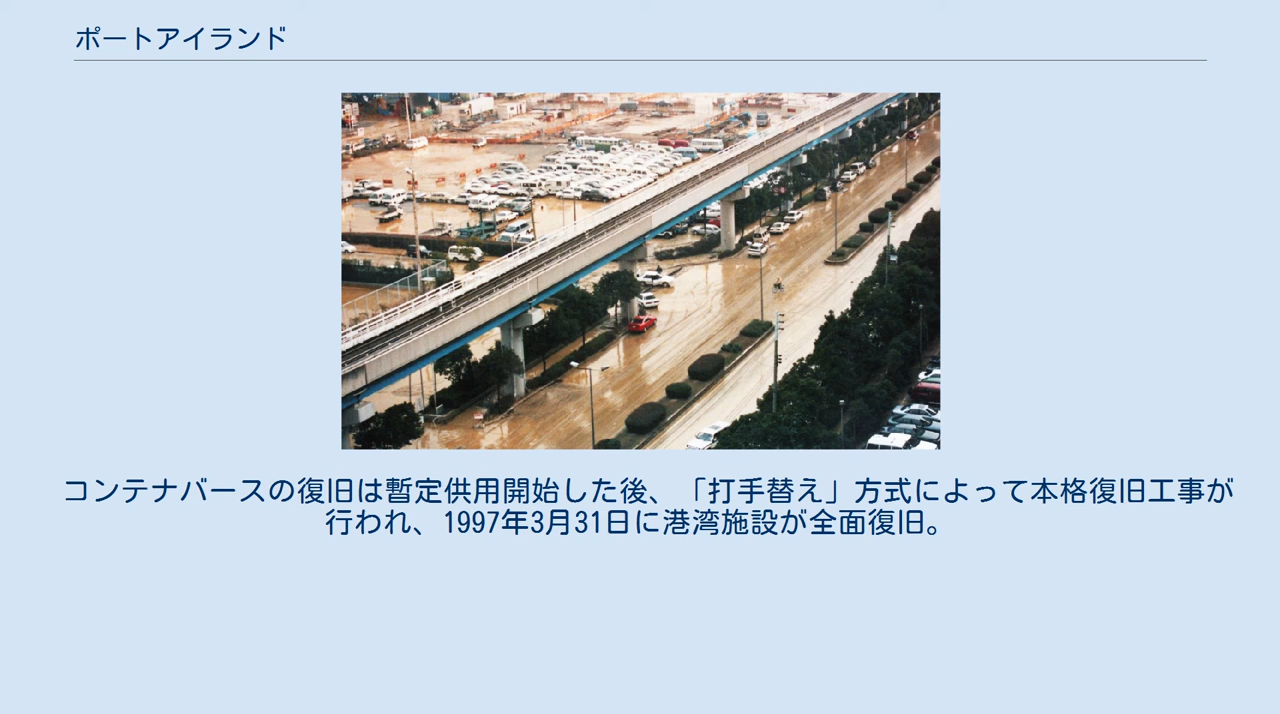 ポートアイランド
コンテナバースの復旧は暫定供用開始した後、「打手替え」方式によって本格復旧工事が
行われ、1997年3月31日に港湾施設が全面復旧。